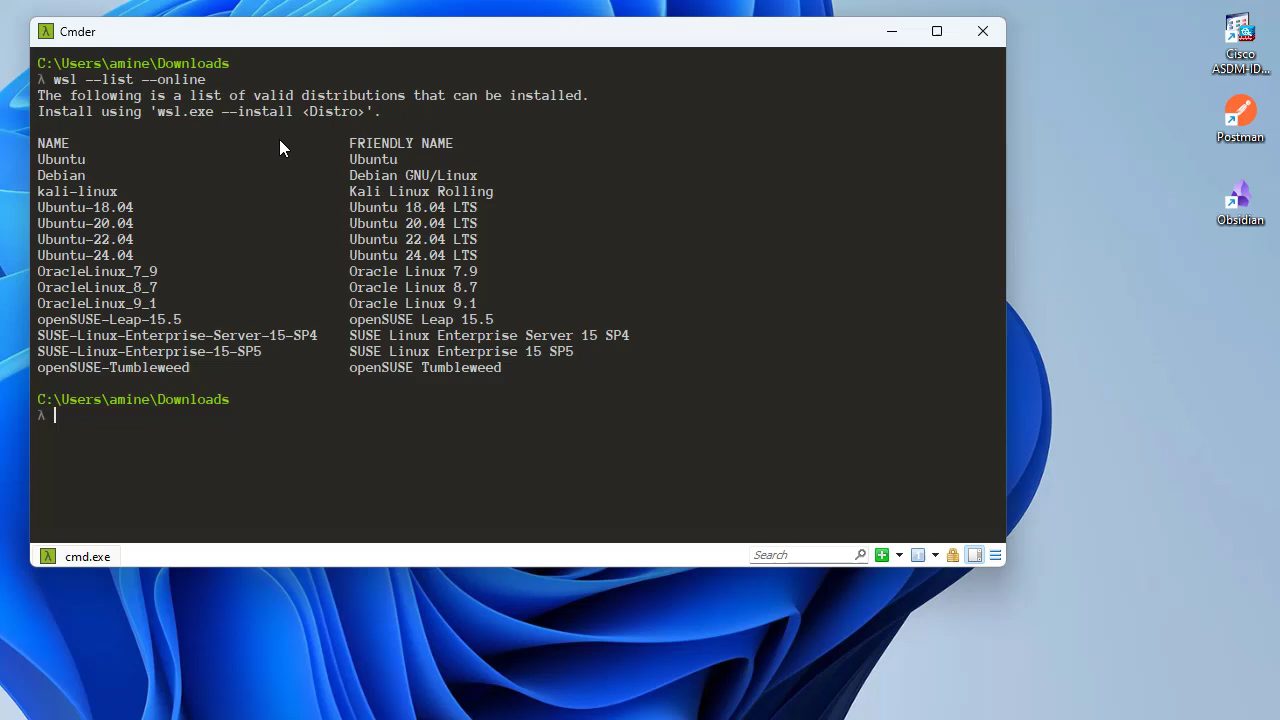 Cmder
C:\Users\amine\Downloads
λ wsl --list --online
The following is a list of valid distributions that can be installed.
Install using 'wsl.exe --install <Distro>'.
NAME FRIENDLY NAME
Ubuntu Ubuntu
Debian Debian GNU/Linux
kali-linux Kali Linux Rolling
Ubuntu-18.04 Ubuntu 18.04 LTS
Ubuntu-20.04 Ubuntu 20.04 LTS
Ubuntu-22.04 Ubuntu 22.04 LTS
Ubuntu-24.04 Ubuntu 24.04 LTS
OracleLinux_7_9 Oracle Linux 7.9
OracleLinux_8_7 Oracle Linux 8.7
OracleLinux_9_1 Oracle Linux 9.1
openSUSE-Leap-15.5 openSUSE Leap 15.5
SUSE-Linux-Enterprise-Server-15-SP4 SUSE Linux Enterprise Server 15 SP4
SUSE-Linux-Enterprise-15-SP5 SUSE Linux Enterprise 15 SP5
openSUSE-Tumbleweed openSUSE Tumbleweed
C:\Users\amine\Downloads
λ
cmd.exe
Search
Cisco
ASDM-ID...
Postman
Obsidian